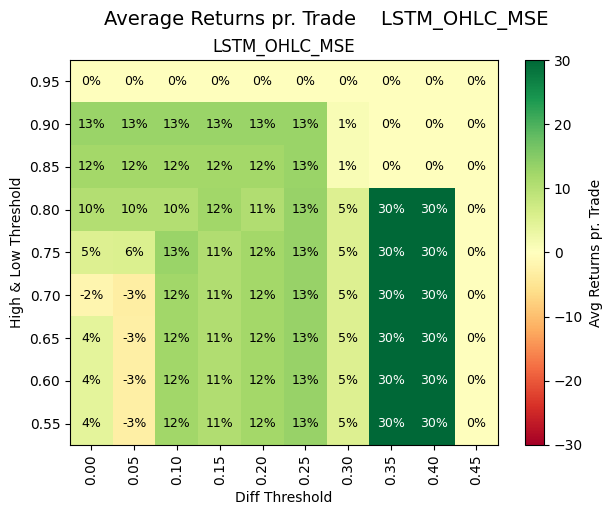 Average Returns pr. Trade    LSTM_OHLC_MSE
LSTM_OHLC_MSE
High & Low Threshold
0.95 0% 0% 0% 0% 0% 0% 0% 0% 0% 0%
0.90 13% 13% 13% 13% 13% 13% 1% 0% 0% 0%
0.85 12% 12% 12% 12% 12% 13% 1% 0% 0% 0%
0.80 10% 10% 10% 12% 11% 13% 5% 30% 30% 0%
0.75 5% 6% 13% 11% 12% 13% 5% 30% 30% 0%
0.70 -2% -3% 12% 11% 12% 13% 5% 30% 30% 0%
0.65 4% -3% 12% 11% 12% 13% 5% 30% 30% 0%
0.60 4% -3% 12% 11% 12% 13% 5% 30% 30% 0%
0.55 4% -3% 12% 11% 12% 13% 5% 30% 30% 0%
0.00 0.05 0.10 0.15 0.20 0.25 0.30 0.35 0.40 0.45
Diff Threshold
30
20
10
0
−10
−20
−30
Avg Returns pr. Trade